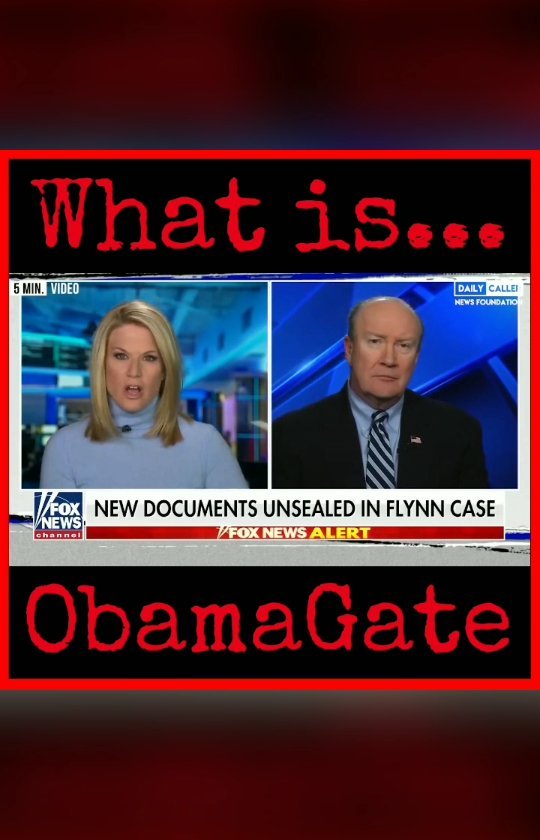 What is...
5 MIN. VIDEO
DAILY CALLER
NEWS FOUNDATION
FOX
NEWS
channel
NEW DOCUMENTS UNSEALED IN FLYNN CASE
FOX NEWS ALERT
ObamaGate